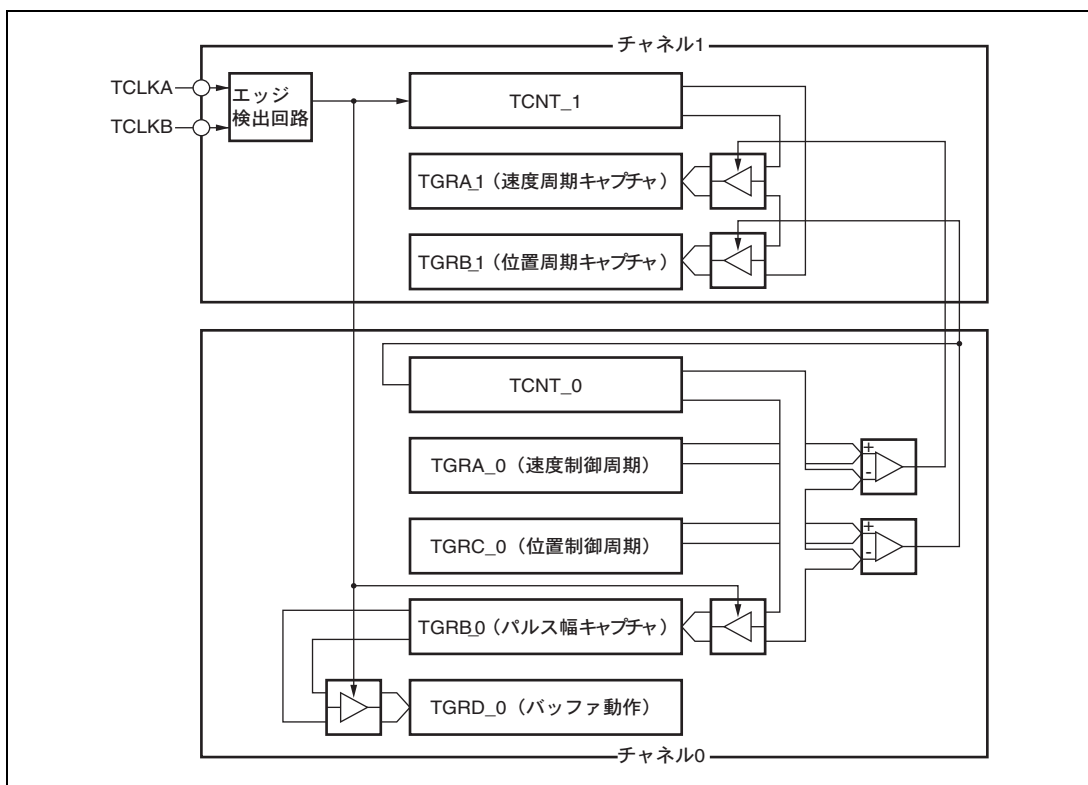 チャネル1
TCLKA
TCLKB
エッジ
検出回路
TCNT_1
TGRA_1（速度周期キャプチャ）
TGRB_1（位置周期キャプチャ）
TCNT_0
TGRA_0（速度制御周期）
+
-
TGRC_0（位置制御周期）
+
-
TGRB_0（パルス幅キャプチャ）
TGRD_0（バッファ動作）
チャネル0